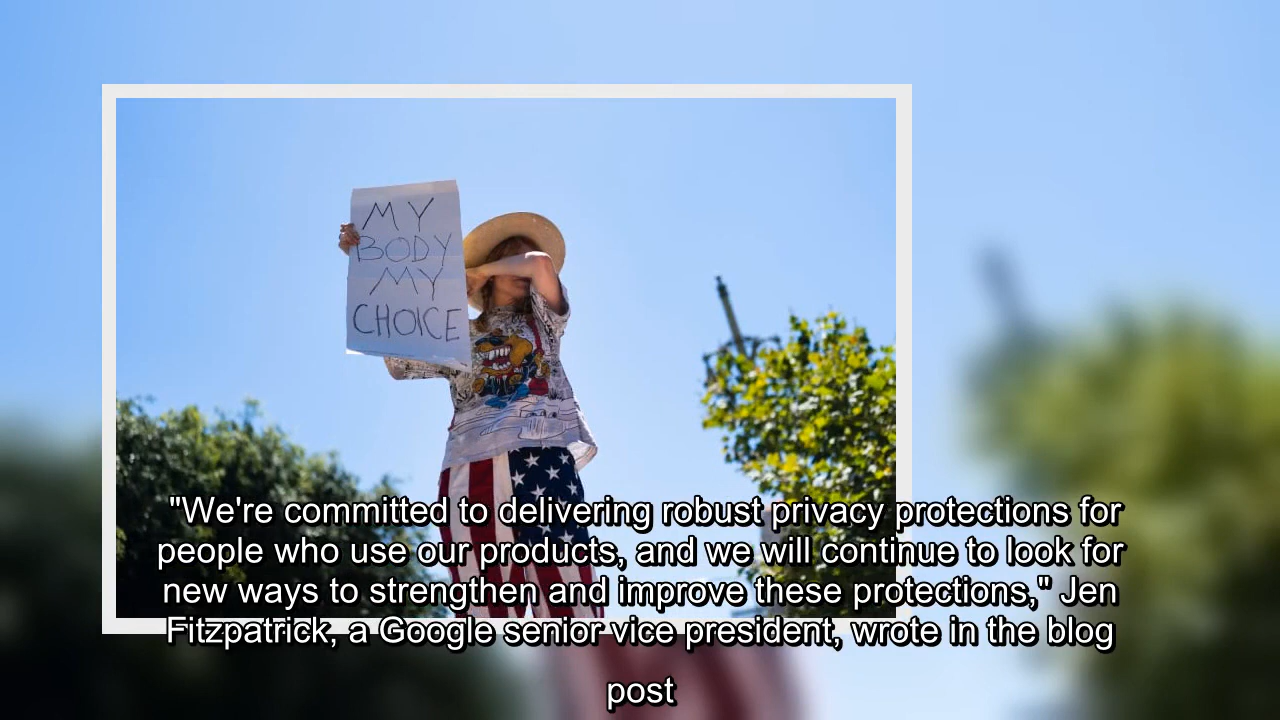 MY
BODY
MY
CHOICE
"We're committed to delivering robust privacy protections for
people who use our products, and we will continue to look for
new ways to strengthen and improve these protections," Jen
Fitzpatrick, a Google senior vice president, wrote in the blog
post